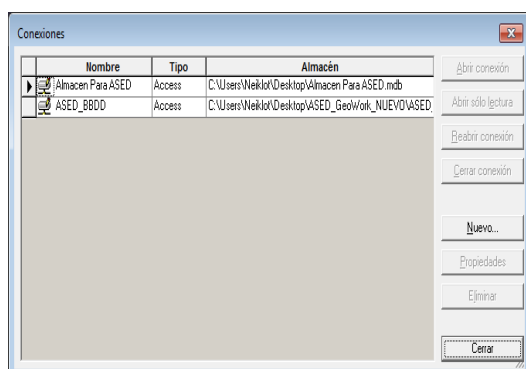 Conexiones
Nombre Tipo Almacén
Almacen Para ASED Access C:\Users\Neiklot\Desktop\Almacen Para ASED.mdb
ASED_BBDD Access C:\Users\Neiklot\Desktop\ASED_GeoWork_NUEVO\ASED_
Abrir conexión
Abrir sólo lectura
Reabrir conexión
Cerrar conexión
Nuevo...
Propiedades
Eliminar
Cerrar